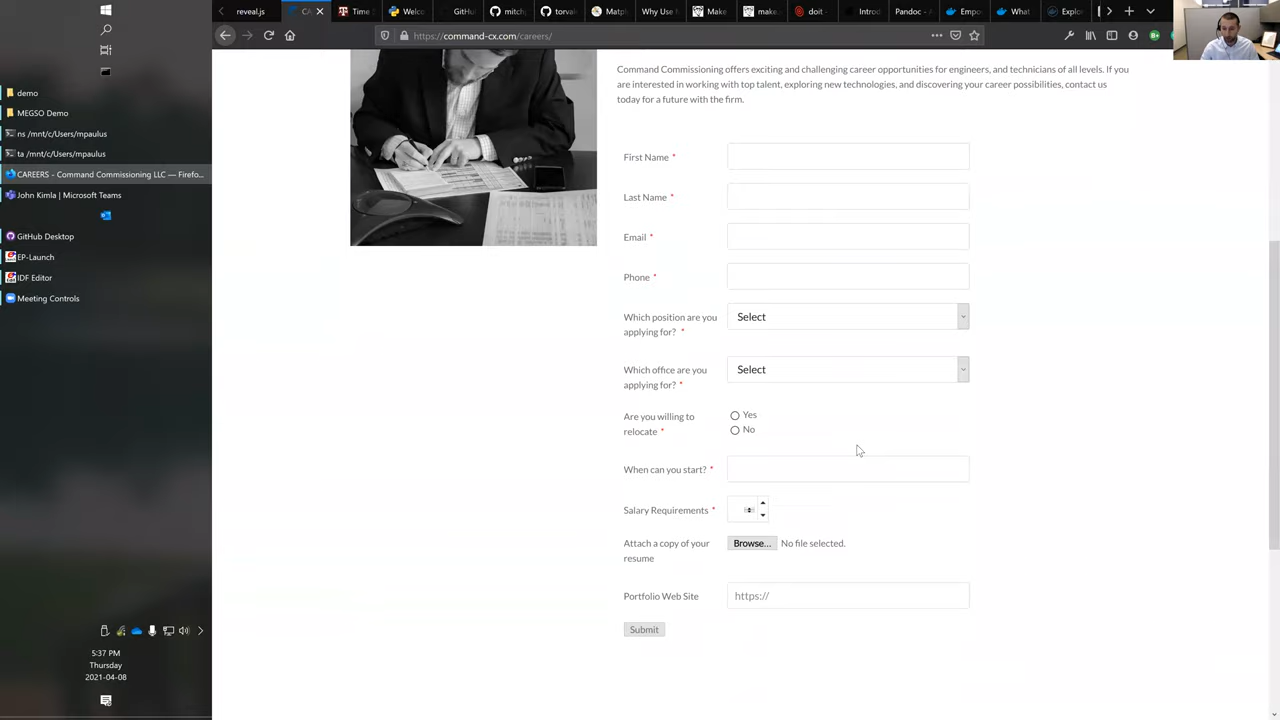 reveal.js
CA
Time
Welco
GitHu
mitchy
torval
Matpl
Why Use
Make
make
doit -
Introd
Pandoc - A
Empo
What
Explor
https://command-cx.com/careers/
demo
MEGSO Demo
ns /mnt/c/Users/mpaulus
ta /mnt/c/Users/mpaulus
CAREERS - Command Commissioning LLC — Firefo...
John Kimla | Microsoft Teams
GitHub Desktop
EP-Launch
IDF Editor
Meeting Controls
5:37 PM
Thursday
2021-04-08
Command Commissioning offers exciting and challenging career opportunities for engineers, and technicians of all levels. If you
are interested in working with top talent, exploring new technologies, and discovering your career possibilities, contact us
today for a future with the firm.
First Name *
Last Name *
Email *
Phone *
Which position are you
applying for? *
Select
Which office are you
applying for? *
Select
Are you willing to
relocate *
Yes
No
When can you start? *
Salary Requirements *
Attach a copy of your
resume
Browse... No file selected.
Portfolio Web Site
https://
Submit